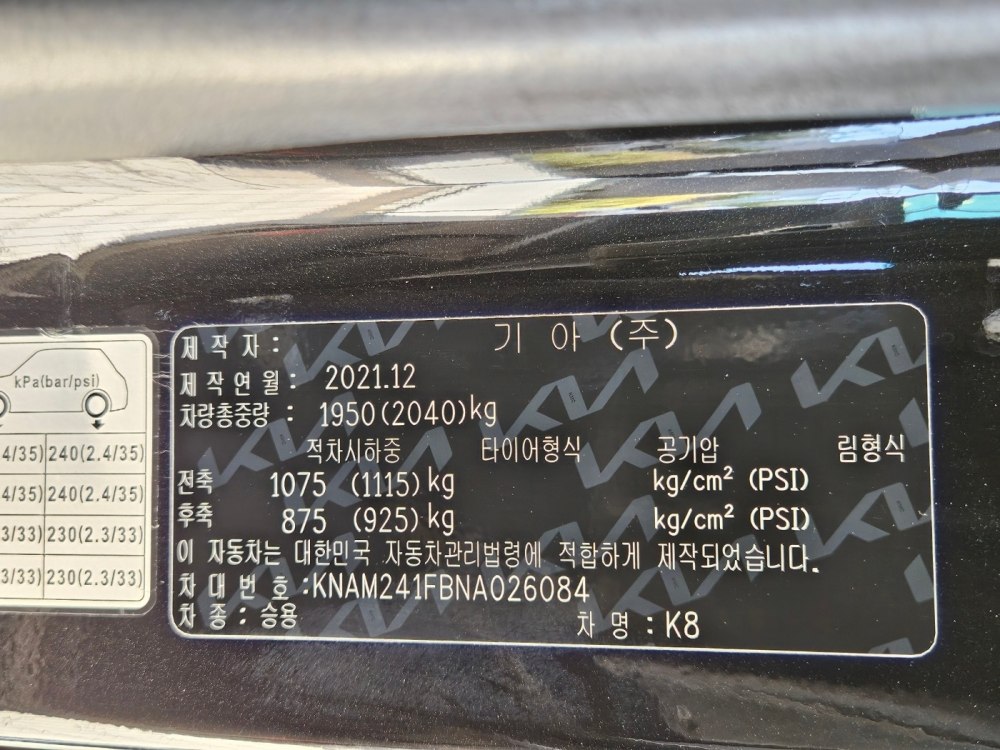 kPa(bar/psi)
4/35) 240(2.4/35)
4/35) 240(2.4/35)
3/33) 230(2.3/33)
3/33) 230(2.3/33)
제작자 : 기 아 (주)
제작연월 : 2021.12
차량총중량 : 1950(2040)kg
적차시하중 타이어형식 공기압 림형식
전축 1075 (1115)kg kg/cm² (PSI)
후축 875 (925)kg kg/cm² (PSI)
이 자동차는 대한민국 자동차관리법령에 적합하게 제작되었습니다.
차대번호 :KNAM241FBNA026084
차종 : 승용 차 명 : K8